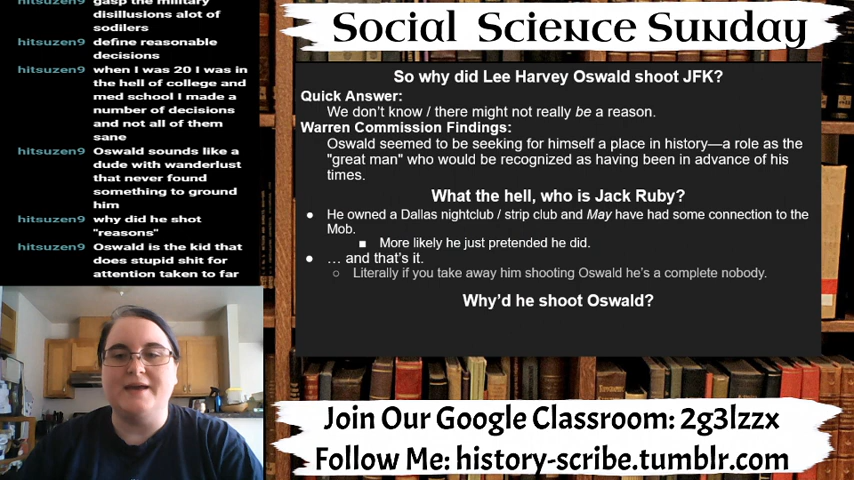 gasp the military
disillusions alot of
sodilers
hitsuzen9 define reasonable
decisions
hitsuzen9 when I was 20 I was in
the hell of college and
med school I made a
number of decisions
and not all of them
sane
hitsuzen9 Oswald sounds like a
dude with wanderlust
that never found
something to ground
him
hitsuzen9 why did he shot
"reasons"
hitsuzen9 Oswald is the kid that
does stupid shit for
attention taken to far
Social Science Sunday
So why did Lee Harvey Oswald shoot JFK?
Quick Answer:
We don't know / there might not really be a reason.
Warren Commission Findings:
Oswald seemed to be seeking for himself a place in history—a role as the
"great man" who would be recognized as having been in advance of his
times.
What the hell, who is Jack Ruby?
● He owned a Dallas nightclub / strip club and May have had some connection to the
Mob.
■ More likely he just pretended he did.
● … and that's it.
○ Literally if you take away him shooting Oswald he's a complete nobody.
Why'd he shoot Oswald?
Join Our Google Classroom: 2g3lzzx
Follow Me: history-scribe.tumblr.com